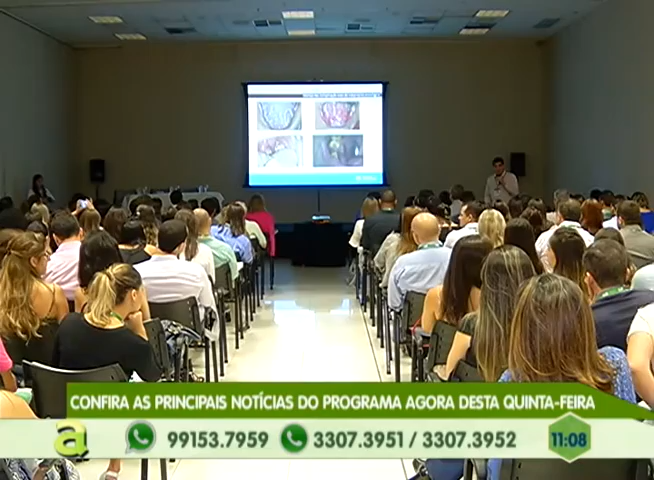 CONFIRA AS PRINCIPAIS NOTÍCIAS DO PROGRAMA AGORA DESTA QUINTA-FEIRA
a 99153.7959 3307.3951 / 3307.3952 11:08